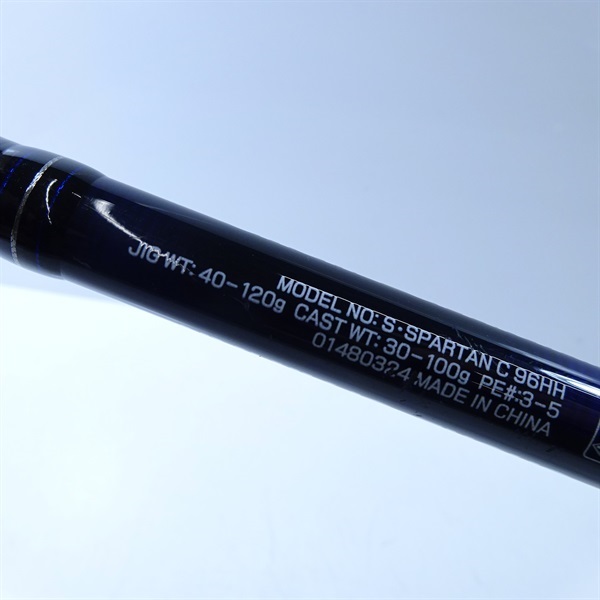 MODEL NO: S·SPARTAN C 96HH
JIG WT: 40-120g CAST WT: 30-100g PE#:3-5
01480324 MADE IN CHINA